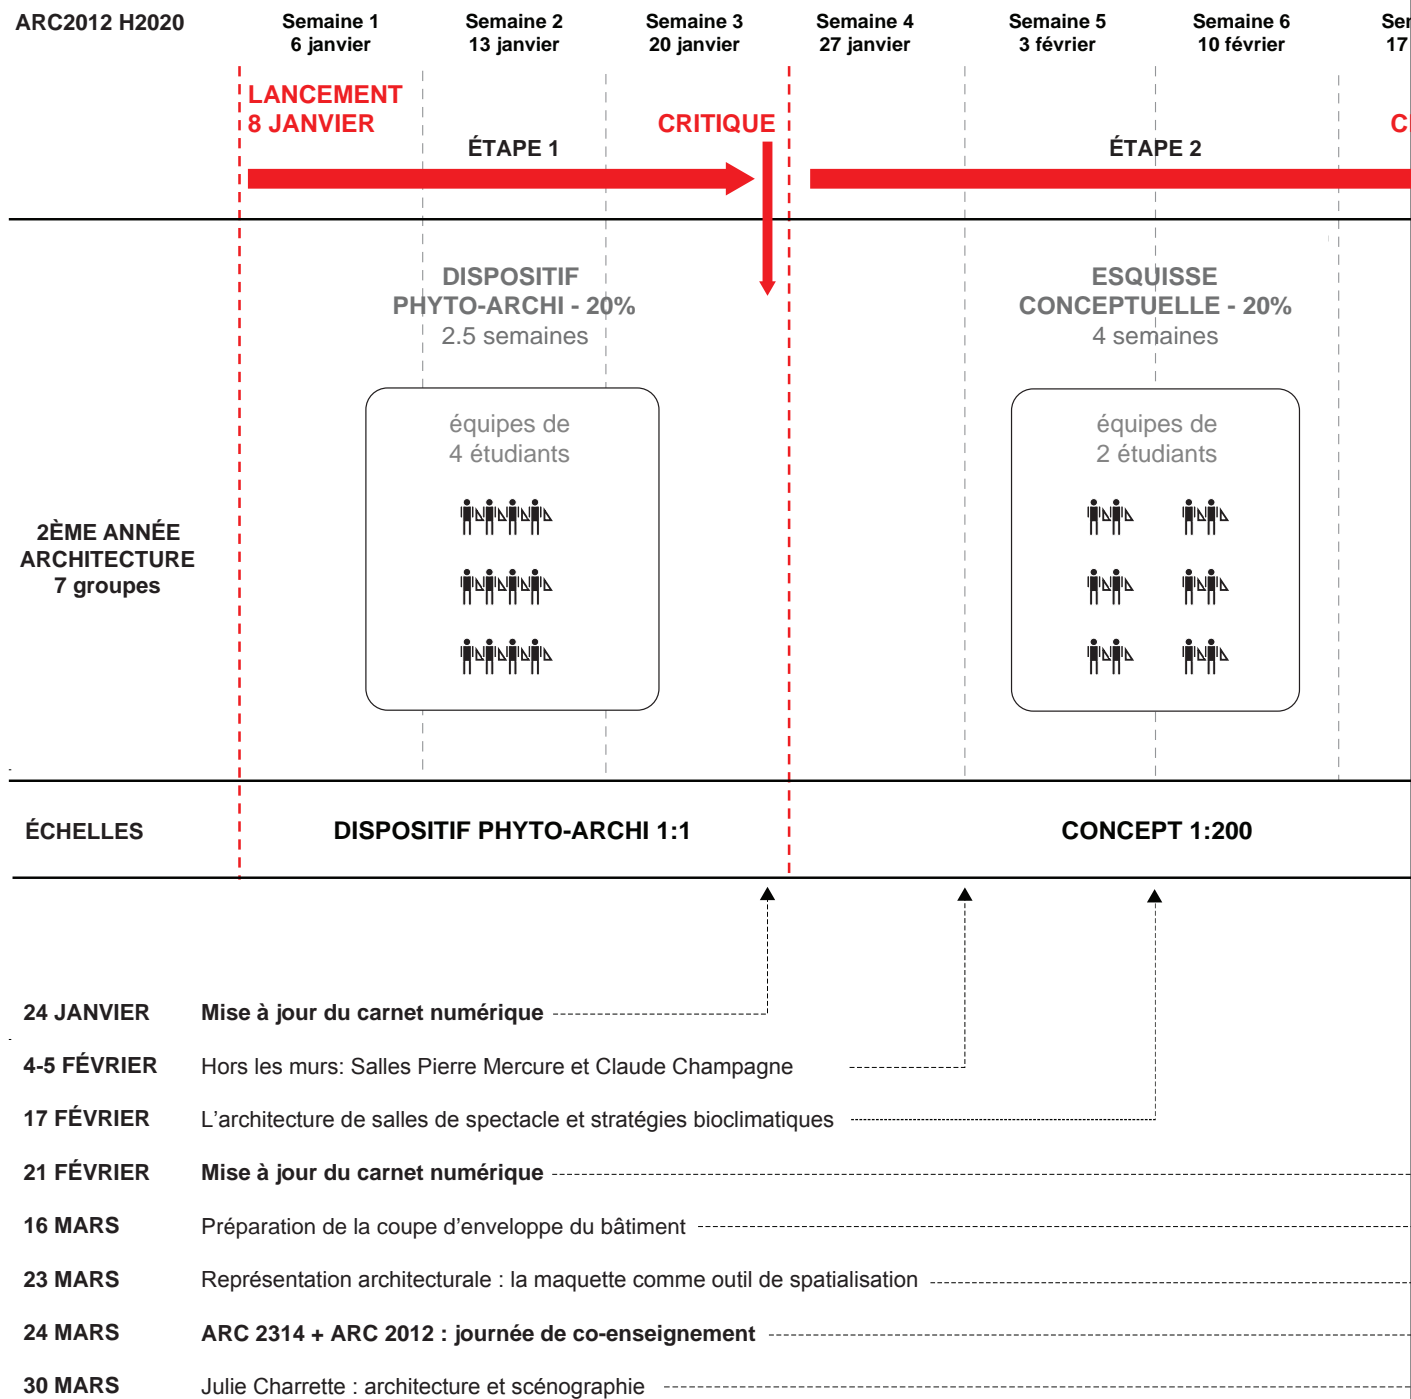 ARC2012 H2020
Semaine 1
6 janvier
Semaine 2
13 janvier
Semaine 3
20 janvier
Semaine 4
27 janvier
Semaine 5
3 février
Semaine 6
10 février
17
LANCEMENT
8 JANVIER
CRITIQUE
ÉTAPE 1
ÉTAPE 2
DISPOSITIF
PHYTO-ARCHI - 20%
2.5 semaines
ESQUISSE
CONCEPTUELLE - 20%
4 semaines
équipes de
4 étudiants
équipes de
2 étudiants
2ÈME ANNÉE
ARCHITECTURE
7 groupes
ÉCHELLES
DISPOSITIF PHYTO-ARCHI 1:1
CONCEPT 1:200
24 JANVIER Mise à jour du carnet numérique
4-5 FÉVRIER Hors les murs: Salles Pierre Mercure et Claude Champagne
17 FÉVRIER L’architecture de salles de spectacle et stratégies bioclimatiques
21 FÉVRIER Mise à jour du carnet numérique
16 MARS Préparation de la coupe d’enveloppe du bâtiment
23 MARS Représentation architecturale : la maquette comme outil de spatialisation
24 MARS ARC 2314 + ARC 2012 : journée de co-enseignement
30 MARS Julie Charrette : architecture et scénographie